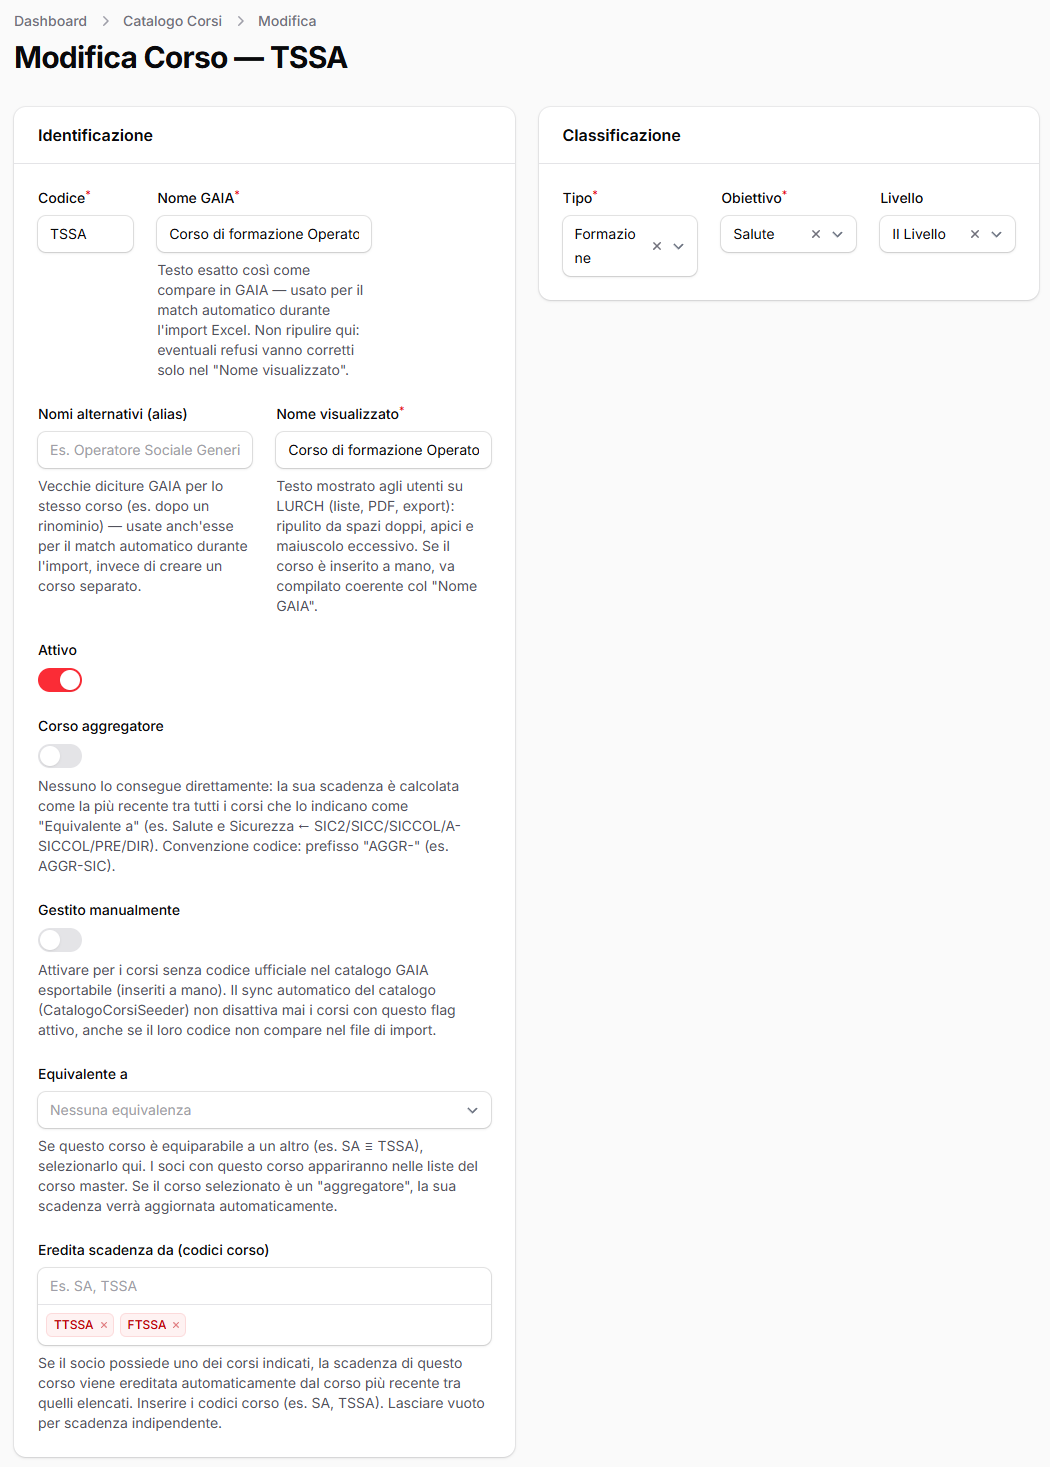 Dashboard > Catalogo Corsi > Modifica
Modifica Corso — TSSA
Identificazione
Codice*
TSSA
Nome GAIA*
Corso di formazione Operato
Testo esatto così come
compare in GAIA — usato per il
match automatico durante
l'import Excel. Non ripulire qui:
eventuali refusi vanno corretti
solo nel "Nome visualizzato".
Nomi alternativi (alias)
Es. Operatore Sociale Generi
Vecchie diciture GAIA per lo
stesso corso (es. dopo un
rinominio) — usate anch'esse
per il match automatico durante
l'import, invece di creare un
corso separato.
Nome visualizzato*
Corso di formazione Operato
Testo mostrato agli utenti su
LURCH (liste, PDF, export):
ripulito da spazi doppi, apici e
maiuscolo eccessivo. Se il
corso è inserito a mano, va
compilato coerente col "Nome
GAIA".
Attivo
Corso aggregatore
Nessuno lo consegue direttamente: la sua scadenza è calcolata
come la più recente tra tutti i corsi che lo indicano come
"Equivalente a" (es. Salute e Sicurezza ← SIC2/SICC/SICCOL/A-
SICCOL/PRE/DIR). Convenzione codice: prefisso "AGGR-" (es.
AGGR-SIC).
Gestito manualmente
Attivare per i corsi senza codice ufficiale nel catalogo GAIA
esportabile (inseriti a mano). Il sync automatico del catalogo
(CatalogoCorsiSeeder) non disattiva mai i corsi con questo flag
attivo, anche se il loro codice non compare nel file di import.
Equivalente a
Nessuna equivalenza
Se questo corso è equiparabile a un altro (es. SA ≡ TSSA),
selezionarlo qui. I soci con questo corso appariranno nelle liste del
corso master. Se il corso selezionato è un "aggregatore", la sua
scadenza verrà aggiornata automaticamente.
Eredita scadenza da (codici corso)
Es. SA, TSSA
TTSSA × FTSSA ×
Se il socio possiede uno dei corsi indicati, la scadenza di questo
corso viene ereditata automaticamente dal corso più recente tra
quelli elencati. Inserire i codici corso (es. SA, TSSA). Lasciare vuoto
per scadenza indipendente.
Classificazione
Tipo*
Formazio
ne
Obiettivo*
Salute
Livello
II Livello